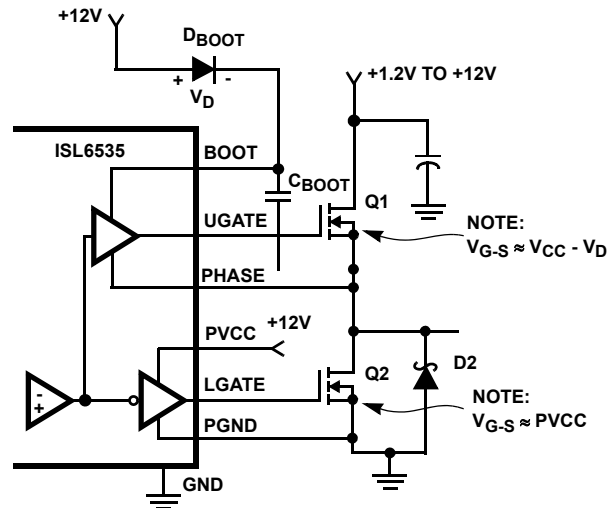 +12V
DBOOT
+ -
VD
+1.2V TO +12V
ISL6535
BOOT
CBOOT
Q1
UGATE
NOTE:
VG-S ≈ VCC - VD
PHASE
PVCC
+12V
LGATE
Q2
D2
NOTE:
VG-S ≈ PVCC
- +
PGND
GND